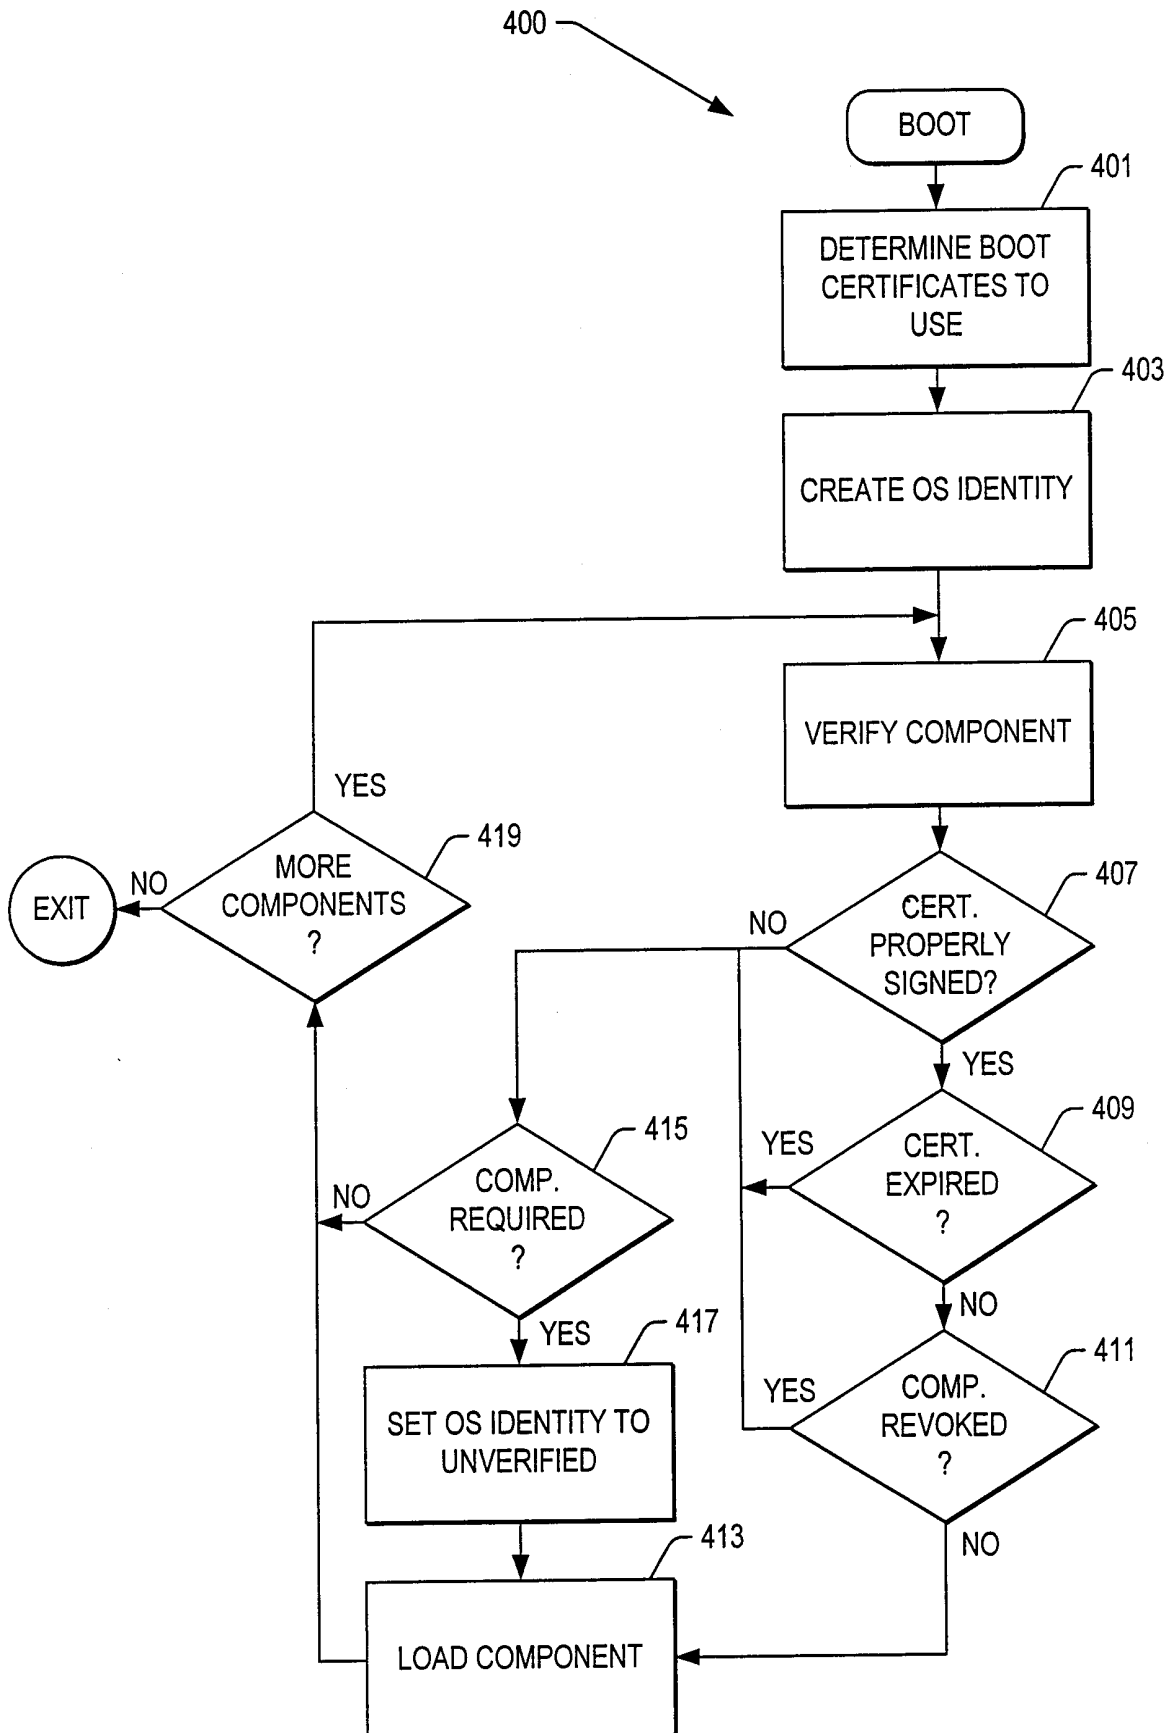 400
BOOT
401
DETERMINE BOOT
CERTIFICATES TO
USE
403
CREATE OS IDENTITY
405
VERIFY COMPONENT
YES
419
MORE
COMPONENTS
?
NO
EXIT
407
CERT.
PROPERLY
SIGNED?
NO
YES
409
CERT.
EXPIRED
?
YES
NO
415
COMP.
REQUIRED
?
NO
YES
411
COMP.
REVOKED
?
YES
NO
417
SET OS IDENTITY TO
UNVERIFIED
413
LOAD COMPONENT